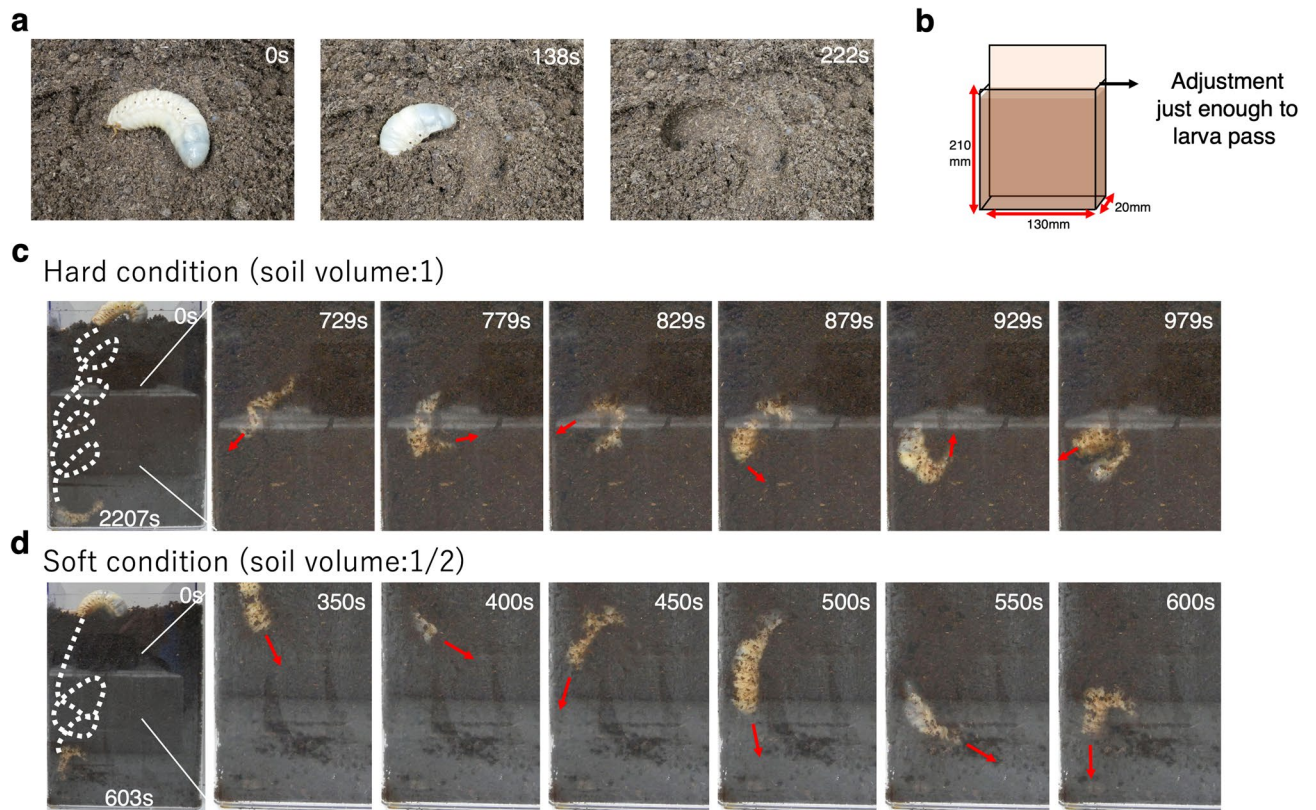 a
0s
138s
222s
b
Adjustment
just enough to
larva pass
210
mm
20mm
130mm
c
Hard condition (soil volume:1)
0s
2207s
729s
779s
829s
879s
929s
979s
d
Soft condition (soil volume:1/2)
0s
603s
350s
400s
450s
500s
550s
600s